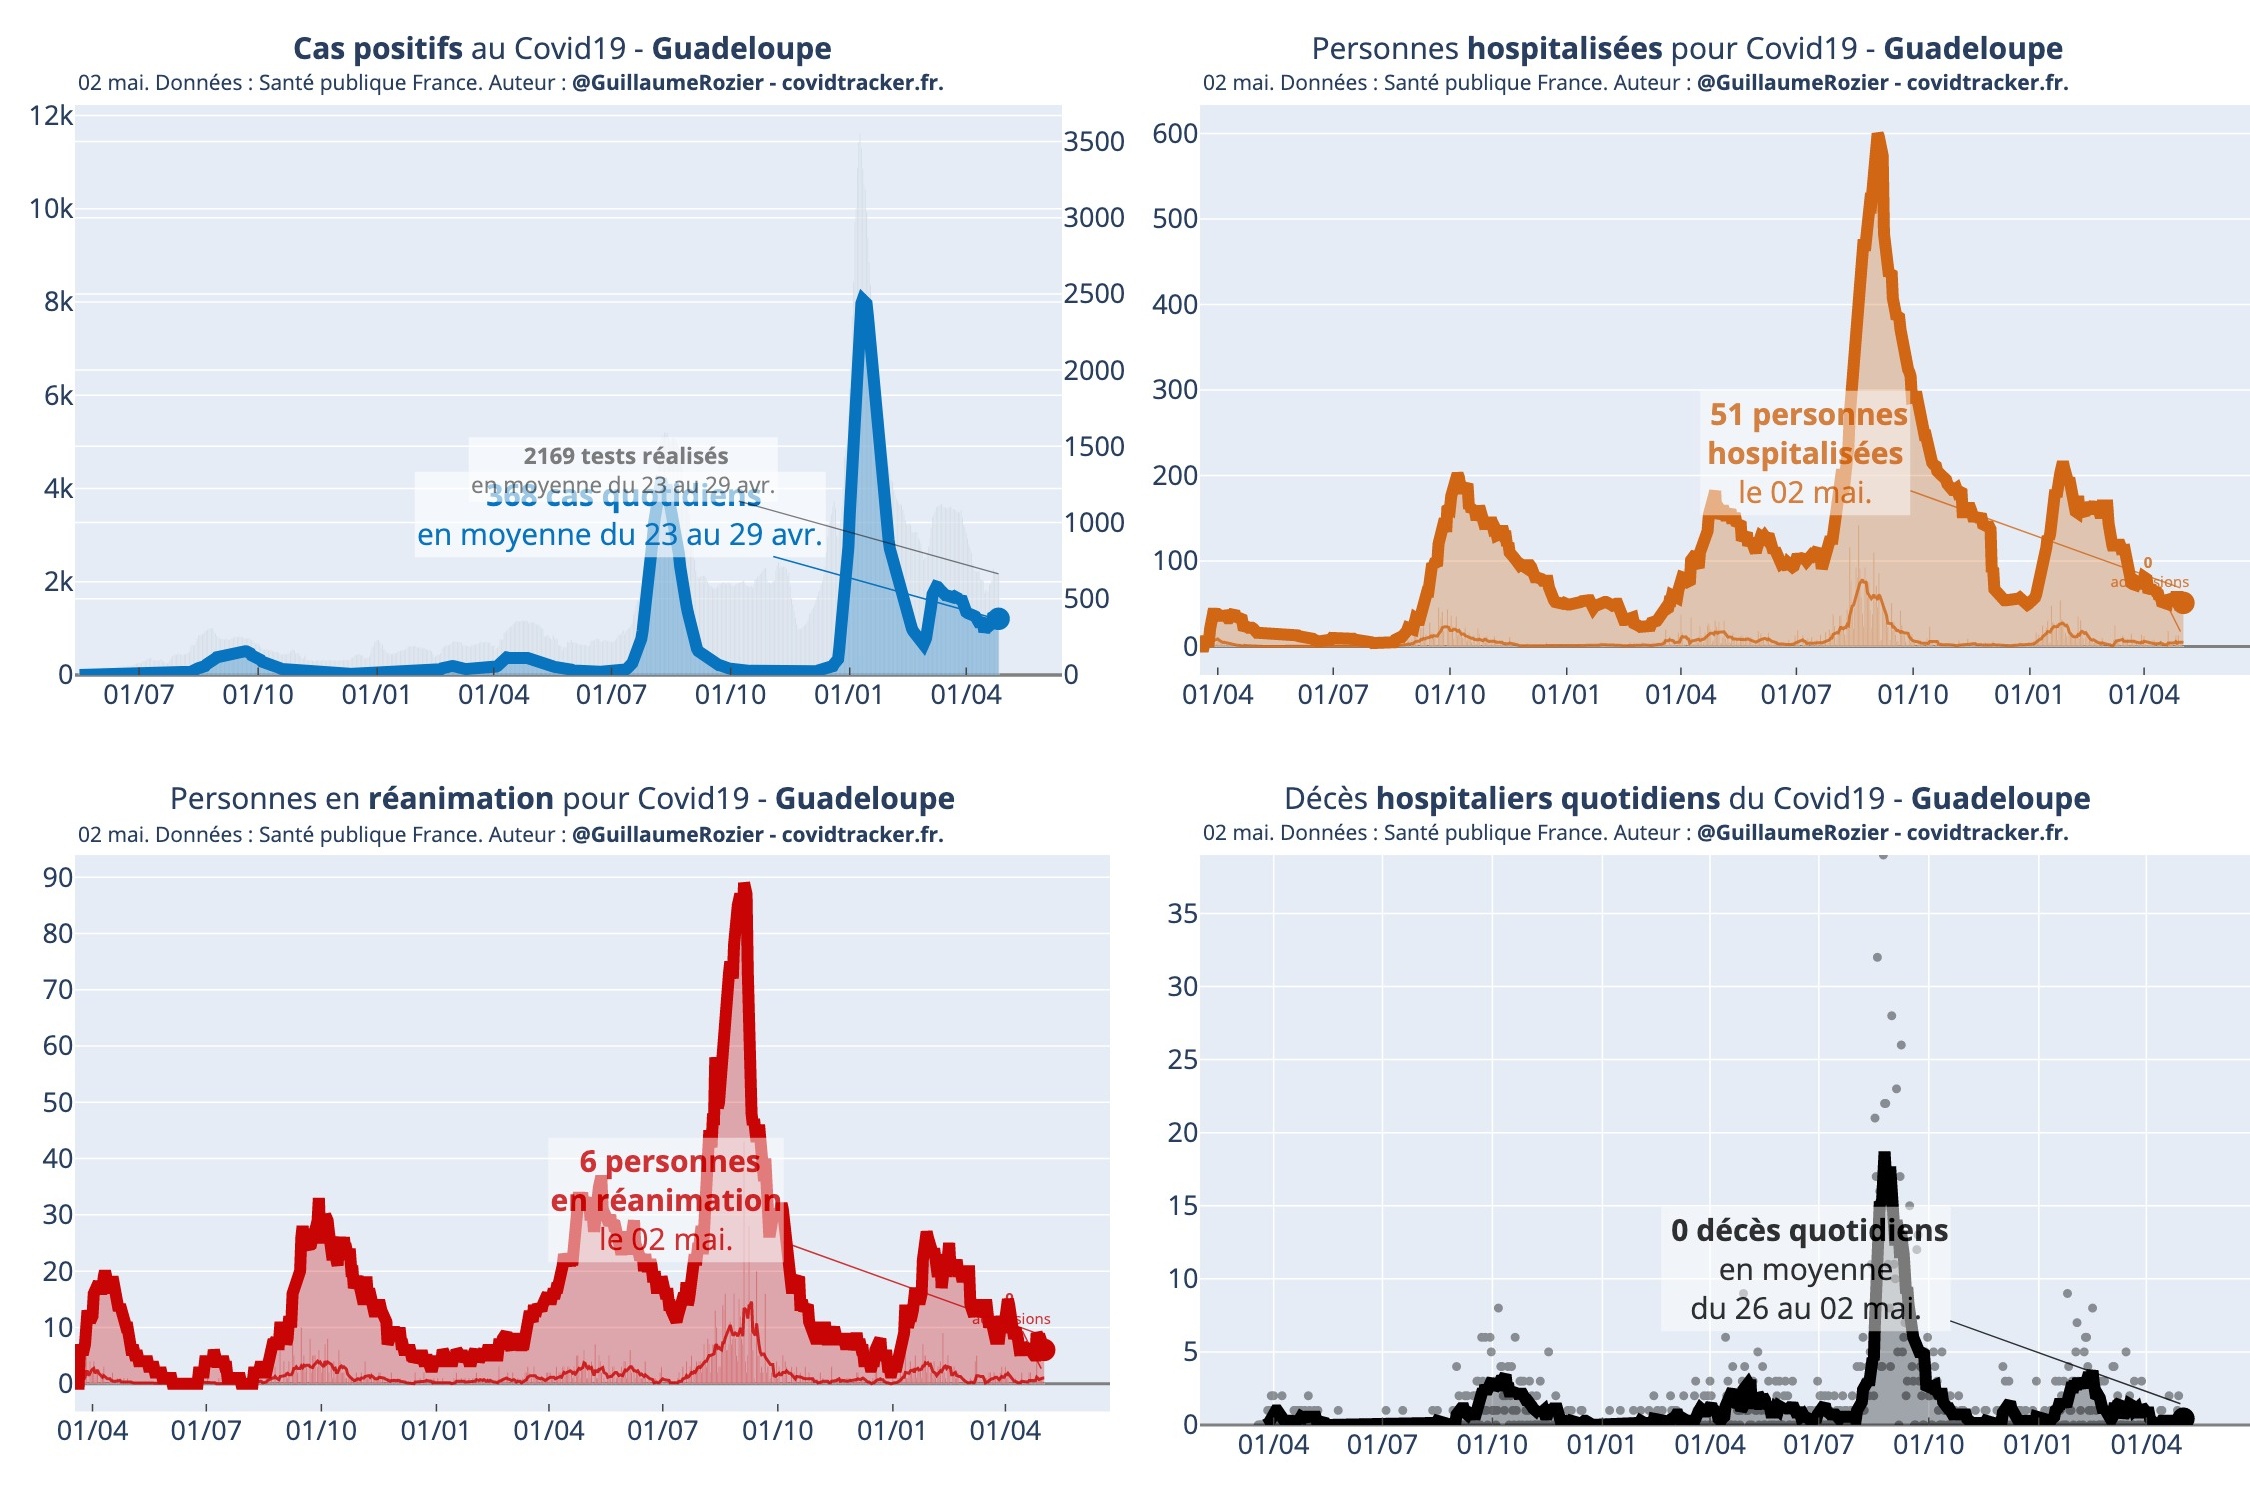 Cas positifs au Covid19 - Guadeloupe
02 mai. Données : Santé publique France. Auteur : @GuillaumeRozier - covidtracker.fr.
12k
10k
8k
6k
4k
2k
0
3500
3000
2500
2000
1500
1000
500
0
2169 tests réalisés
en moyenne du 23 au 29 avr.
368 cas quotidiens
en moyenne du 23 au 29 avr.
01/07 01/10 01/01 01/04 01/07 01/10 01/01 01/04
Personnes hospitalisées pour Covid19 - Guadeloupe
02 mai. Données : Santé publique France. Auteur : @GuillaumeRozier - covidtracker.fr.
600
500
400
300
200
100
0
51 personnes
hospitalisées
le 02 mai.
0
01/04 01/07 01/10 01/01 01/04 01/07 01/10 01/01 01/04
Personnes en réanimation pour Covid19 - Guadeloupe
02 mai. Données : Santé publique France. Auteur : @GuillaumeRozier - covidtracker.fr.
90
80
70
60
50
40
30
20
10
0
6 personnes
en réanimation
le 02 mai.
01/04 01/07 01/10 01/01 01/04 01/07 01/10 01/01 01/04
Décès hospitaliers quotidiens du Covid19 - Guadeloupe
02 mai. Données : Santé publique France. Auteur : @GuillaumeRozier - covidtracker.fr.
35
30
25
20
15
10
5
0
0 décès quotidiens
en moyenne
du 26 au 02 mai.
01/04 01/07 01/10 01/01 01/04 01/07 01/10 01/01 01/04